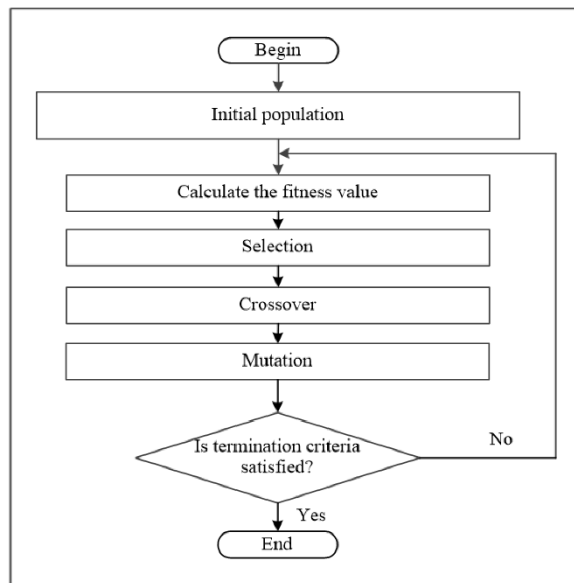 Begin
Initial population
Calculate the fitness value
Selection
Crossover
Mutation
Is termination criteria
satisfied?
No
Yes
End